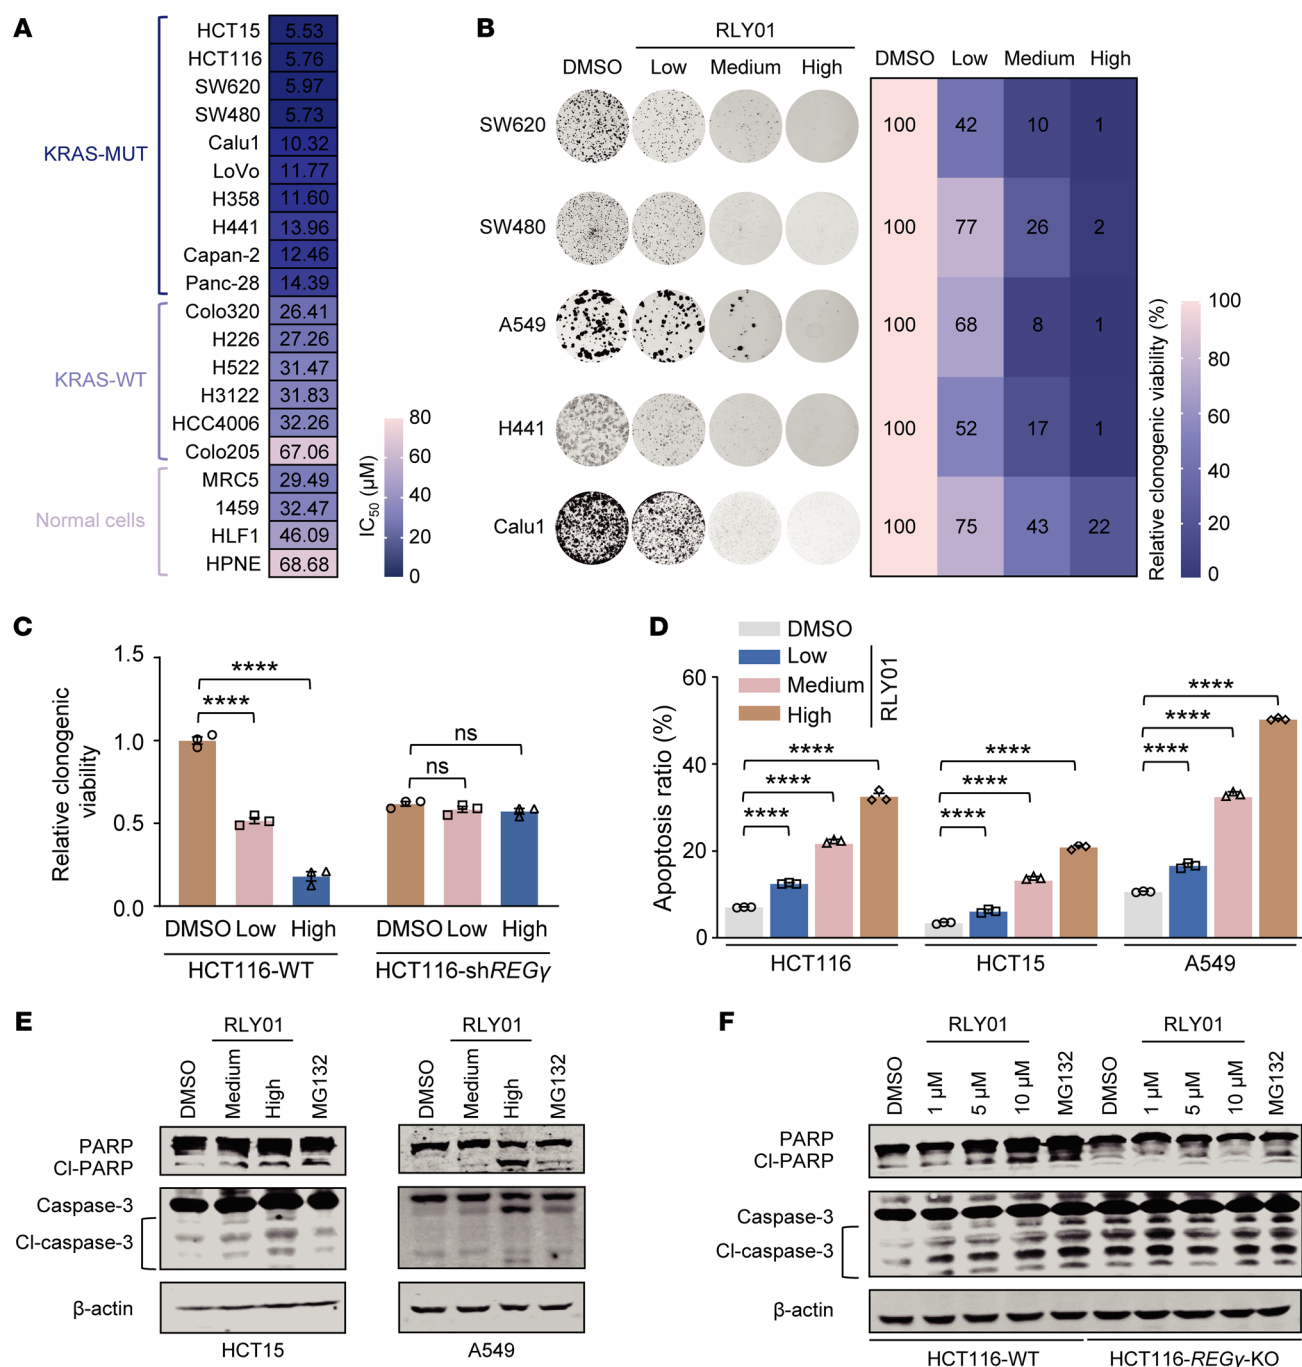 A
KRAS-MUT
HCT15 5.53
HCT116 5.76
SW620 5.97
SW480 5.73
Calu1 10.32
LoVo 11.77
H358 11.60
H441 13.96
Capan-2 12.46
Panc-28 14.39
KRAS-WT
Colo320 26.41
H226 27.26
H522 31.47
H3122 31.83
HCC4006 32.26
Colo205 67.06
Normal cells
MRC5 29.49
1459 32.47
HLF1 46.09
HPNE 68.68
IC50 (µM)
80
60
40
20
0
B
RLY01
DMSO Low Medium High
DMSO Low Medium High
SW620 100 42 10 1
SW480 100 77 26 2
A549 100 68 8 1
H441 100 52 17 1
Calu1 100 75 43 22
Relative clonogenic viability (%)
100
80
60
40
20
0
C
Relative clonogenic
viability
1.5
1.0
0.5
0.0
**** ****
ns ns
DMSO Low High DMSO Low High
HCT116-WT HCT116-shREGγ
D
DMSO
Low
Medium
High
RLY01
Apoptosis ratio (%)
60
40
20
0
**** **** ****
**** **** ****
**** **** ****
HCT116 HCT15 A549
E
RLY01 RLY01
DMSO Medium High MG132 DMSO Medium High MG132
PARP
Cl-PARP
Caspase-3
Cl-caspase-3
β-actin
HCT15 A549
F
RLY01 RLY01
DMSO 1 µM 5 µM 10 µM MG132 DMSO 1 µM 5 µM 10 µM MG132
PARP
Cl-PARP
Caspase-3
Cl-caspase-3
β-actin
HCT116-WT HCT116-REGγ-KO